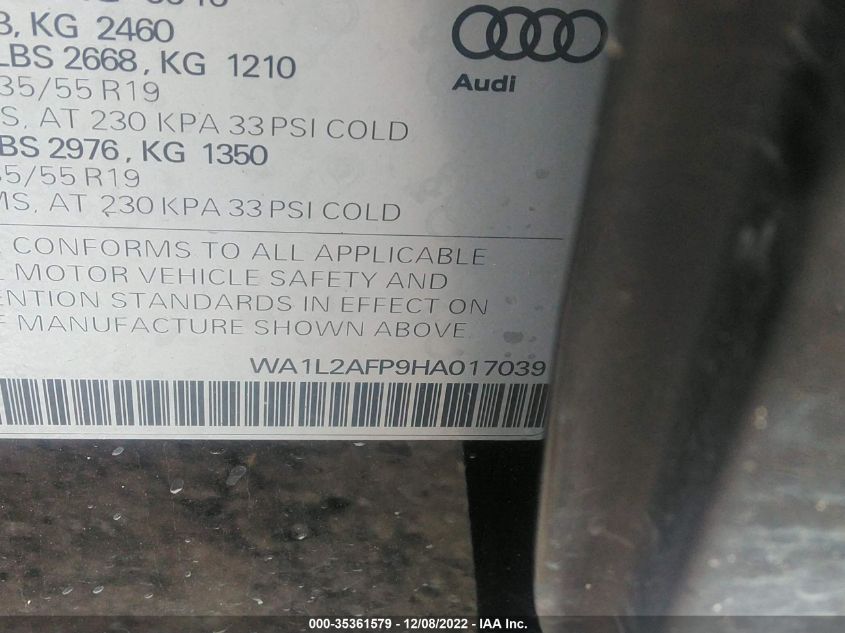 B, KG 2460
LBS 2668, KG 1210
235/55 R19
S, AT 230 KPA 33 PSI COLD
BS 2976, KG 1350
35/55 R19
MS, AT 230 KPA 33 PSI COLD
Audi
CONFORMS TO ALL APPLICABLE
L MOTOR VEHICLE SAFETY AND
ENTION STANDARDS IN EFFECT ON
F MANUFACTURE SHOWN ABOVE.
WA1L2AFP9HA017039
000-35361579 - 12/08/2022 - IAA Inc.